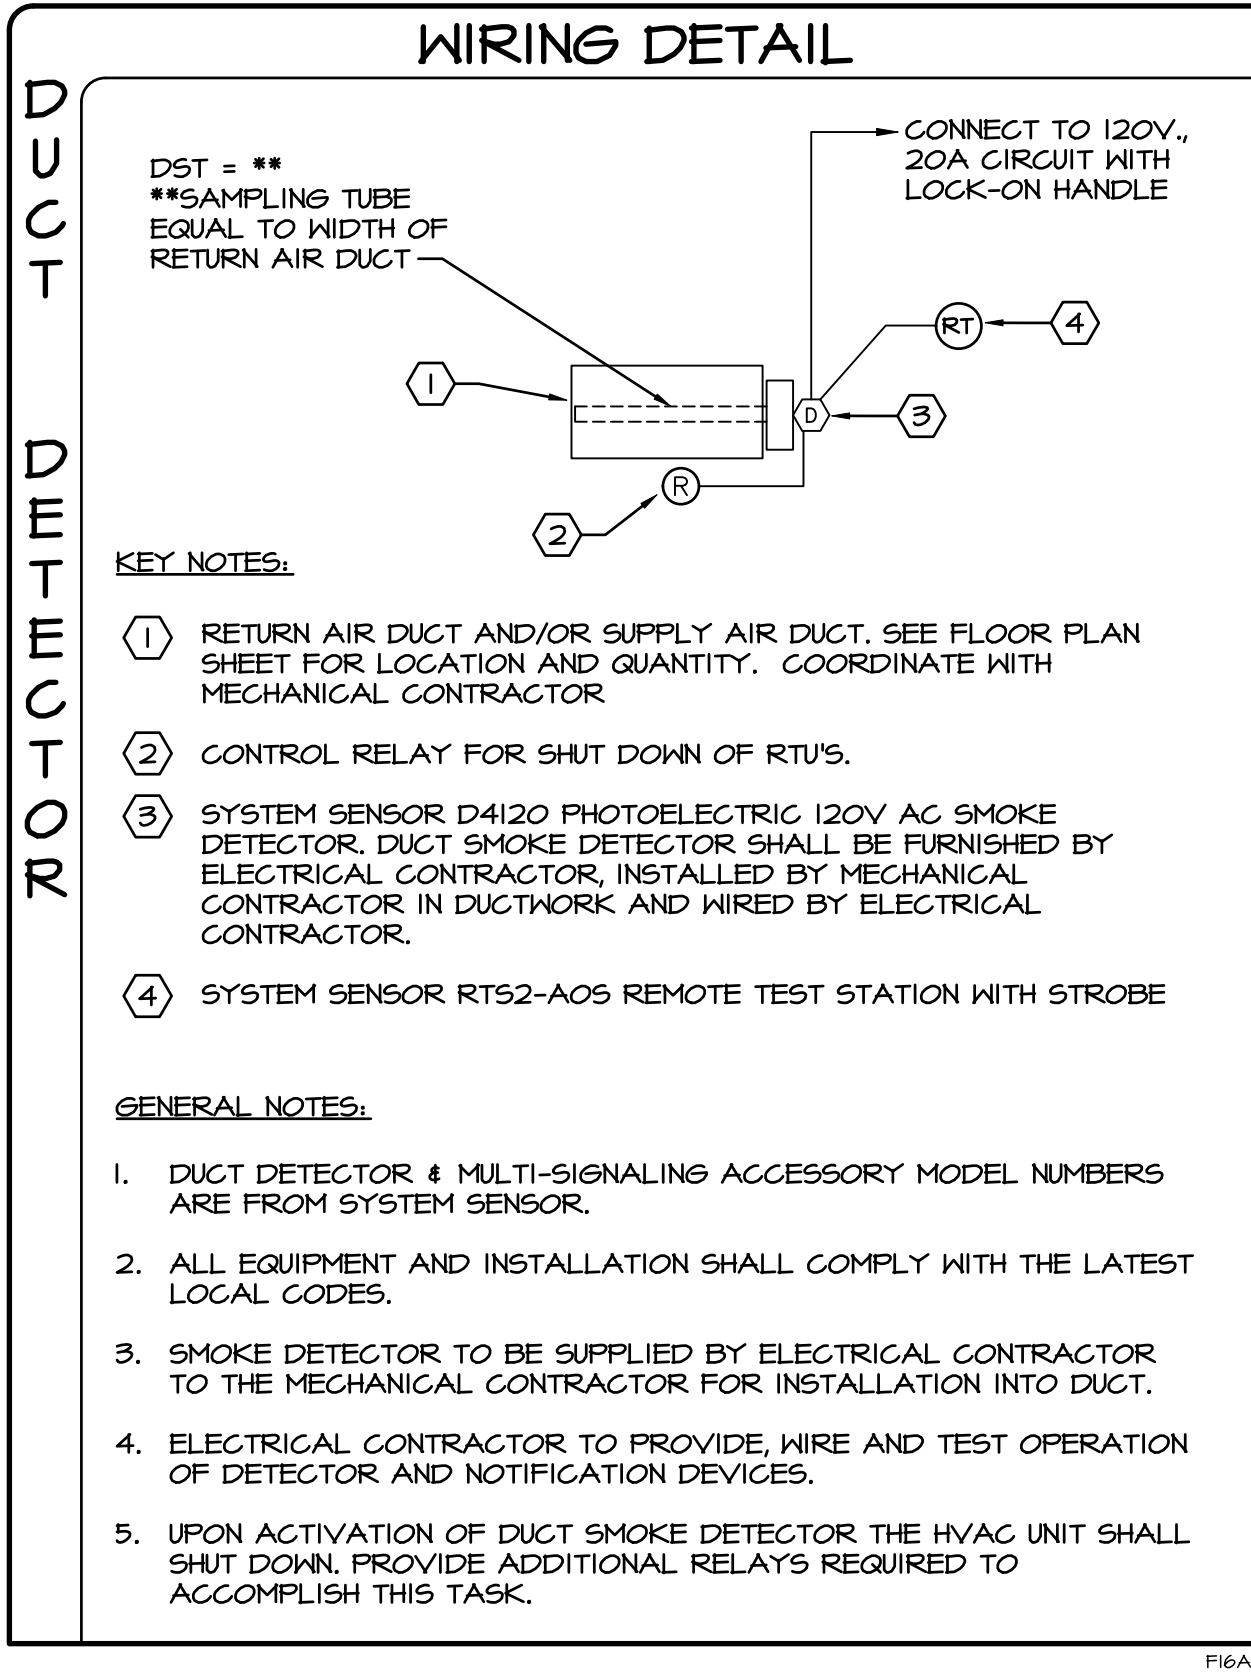 WIRING DETAIL
DUCT DETECTOR
CONNECT TO 120V.,
20A CIRCUIT WITH
LOCK-ON HANDLE
DST = **
**SAMPLING TUBE
EQUAL TO WIDTH OF
RETURN AIR DUCT
RT
4
1
D
3
R
2
KEY NOTES:
1 RETURN AIR DUCT AND/OR SUPPLY AIR DUCT. SEE FLOOR PLAN
SHEET FOR LOCATION AND QUANTITY. COORDINATE WITH
MECHANICAL CONTRACTOR
2 CONTROL RELAY FOR SHUT DOWN OF RTU'S.
3 SYSTEM SENSOR D4120 PHOTOELECTRIC 120V AC SMOKE
DETECTOR. DUCT SMOKE DETECTOR SHALL BE FURNISHED BY
ELECTRICAL CONTRACTOR, INSTALLED BY MECHANICAL
CONTRACTOR IN DUCTWORK AND WIRED BY ELECTRICAL
CONTRACTOR.
4 SYSTEM SENSOR RTS2-AOS REMOTE TEST STATION WITH STROBE
GENERAL NOTES:
1. DUCT DETECTOR & MULTI-SIGNALING ACCESSORY MODEL NUMBERS
ARE FROM SYSTEM SENSOR.
2. ALL EQUIPMENT AND INSTALLATION SHALL COMPLY WITH THE LATEST
LOCAL CODES.
3. SMOKE DETECTOR TO BE SUPPLIED BY ELECTRICAL CONTRACTOR
TO THE MECHANICAL CONTRACTOR FOR INSTALLATION INTO DUCT.
4. ELECTRICAL CONTRACTOR TO PROVIDE, WIRE AND TEST OPERATION
OF DETECTOR AND NOTIFICATION DEVICES.
5. UPON ACTIVATION OF DUCT SMOKE DETECTOR THE HVAC UNIT SHALL
SHUT DOWN. PROVIDE ADDITIONAL RELAYS REQUIRED TO
ACCOMPLISH THIS TASK.
F16A